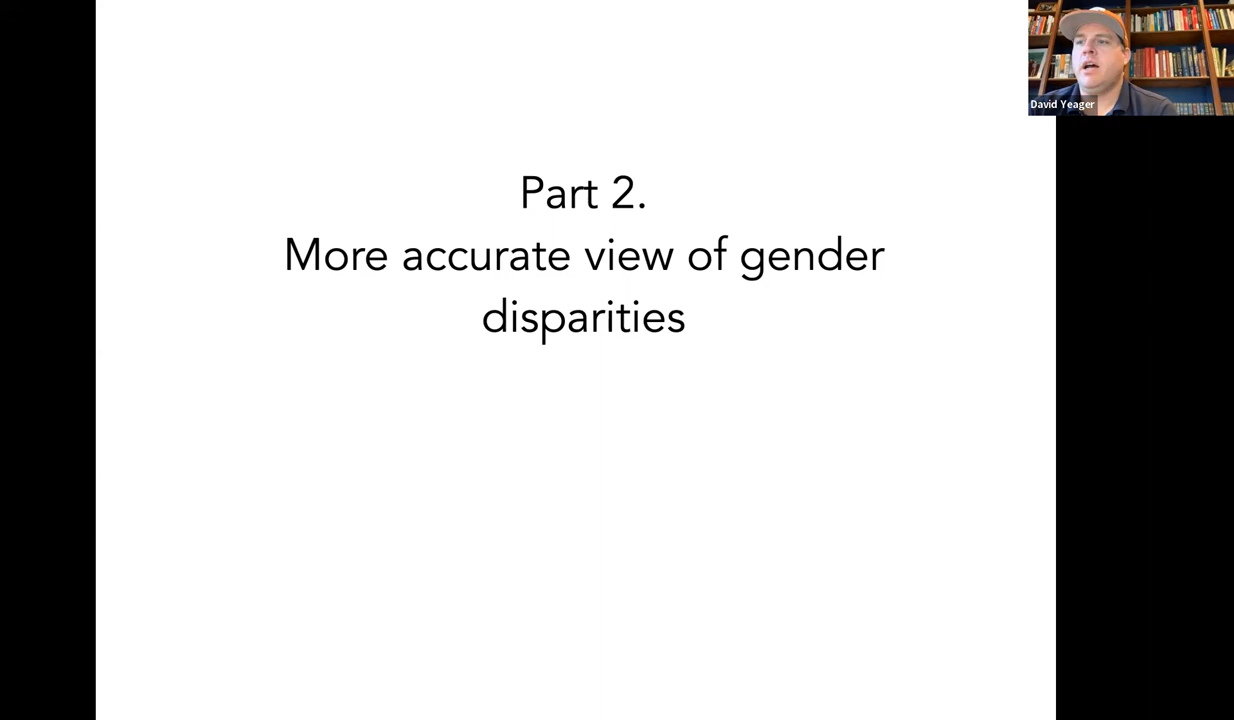 David Yeager
Part 2.
More accurate view of gender
disparities